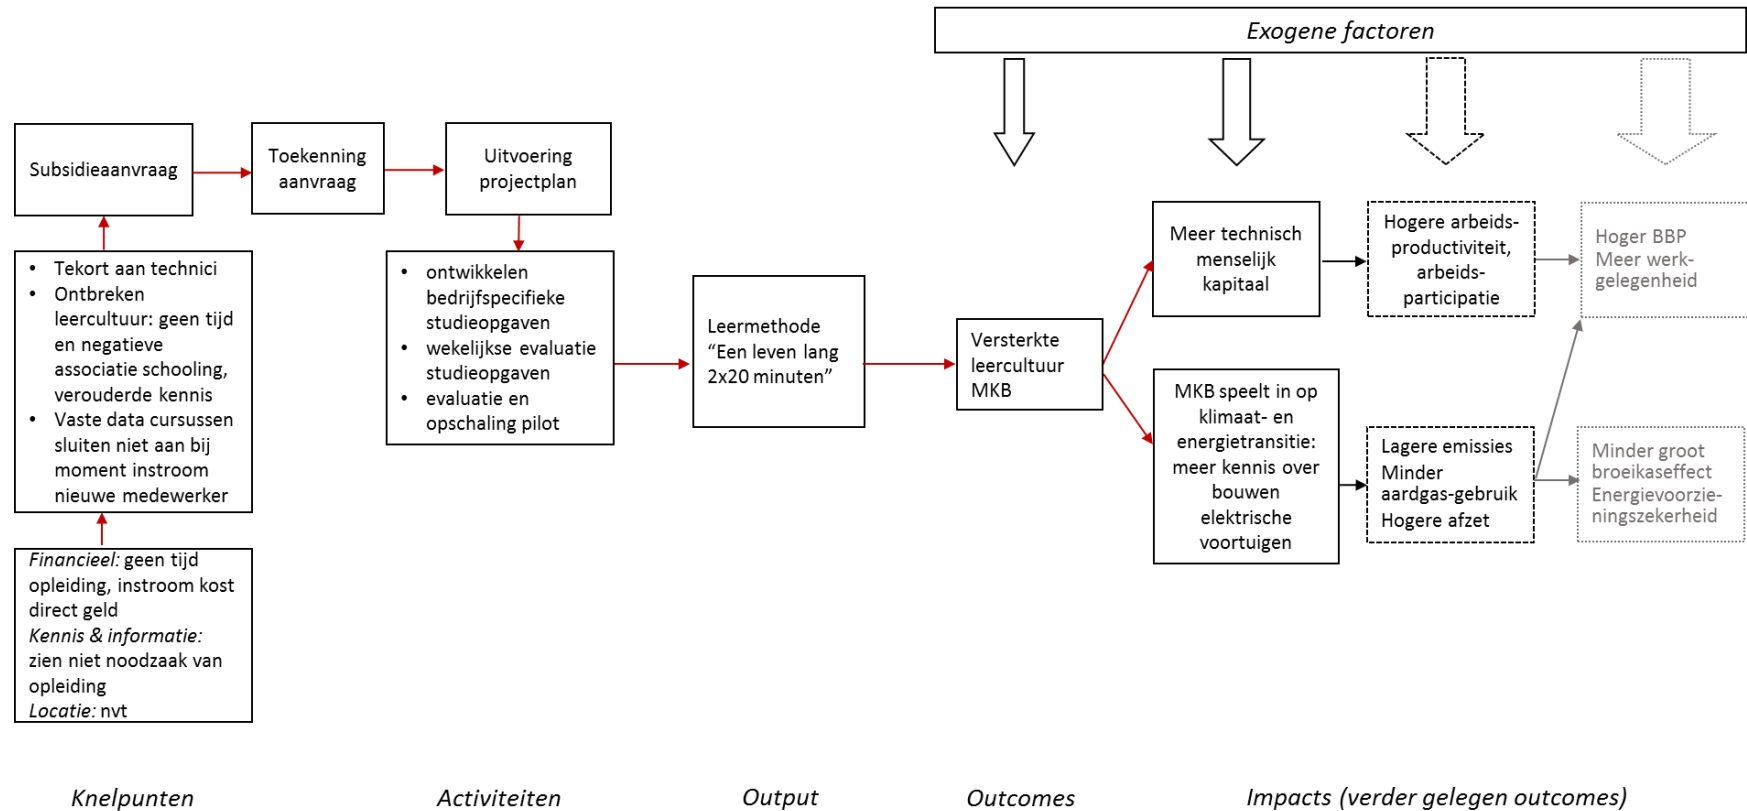 Exogene factoren
Subsidieaanvraag
Toekenning
aanvraag
Uitvoering
projectplan
• Tekort aan technici
• Ontbreken
leercultuur: geen tijd
en negatieve
associatie schooling,
verouderde kennis
• Vaste data cursussen
sluiten niet aan bij
moment instroom
nieuwe medewerker
Financieel: geen tijd
opleiding, instroom kost
direct geld
Kennis & informatie:
zien niet noodzaak van
opleiding
Locatie: nvt
• ontwikkelen
bedrijfspecifieke
studieopgaven
• wekelijkse evaluatie
studieopgaven
• evaluatie en
opschaling pilot
Leermethode
“Een leven lang
2x20 minuten”
Versterkte
leercultuur
MKB
Meer technisch
menselijk
kapitaal
MKB speelt in op
klimaat- en
energietransitie:
meer kennis over
bouwen
elektrische
voortuigen
Hogere arbeids-
productiviteit,
arbeids-
participatie
Lagere emissies
Minder
aardgas-gebruik
Hogere afzet
Hoger BBP
Meer werk-
gelegenheid
Minder groot
broeikaseffect
Energievoorzie-
ningszekerheid
Knelpunten
Activiteiten
Output
Outcomes
Impacts (verder gelegen outcomes)